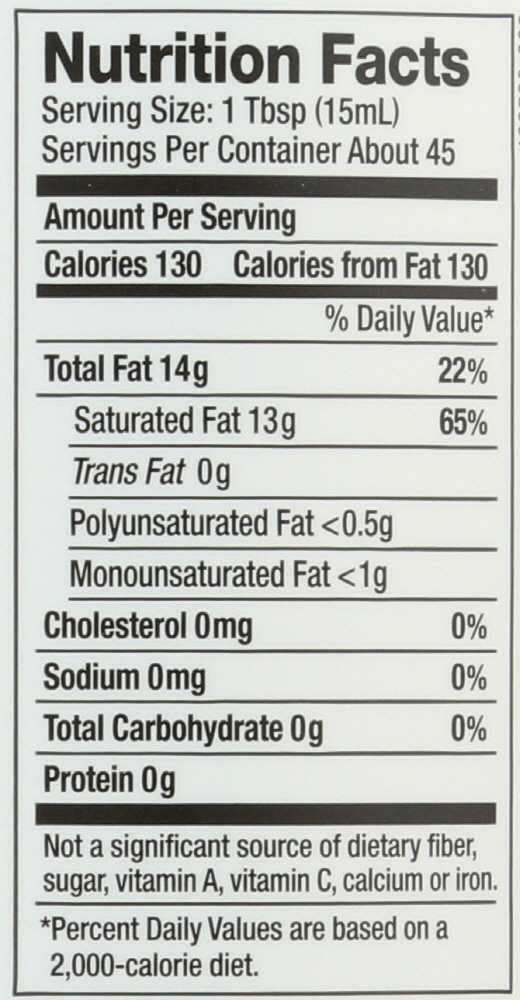 Nutrition Facts
Serving Size: 1 Tbsp (15mL)
Servings Per Container About 45
Amount Per Serving
Calories 130 Calories from Fat 130
% Daily Value*
Total Fat 14g 22%
Saturated Fat 13g 65%
Trans Fat 0g
Polyunsaturated Fat <0.5g
Monounsaturated Fat <1g
Cholesterol 0mg 0%
Sodium 0mg 0%
Total Carbohydrate 0g 0%
Protein 0g
Not a significant source of dietary fiber,
sugar, vitamin A, vitamin C, calcium or iron.
*Percent Daily Values are based on a
2,000-calorie diet.